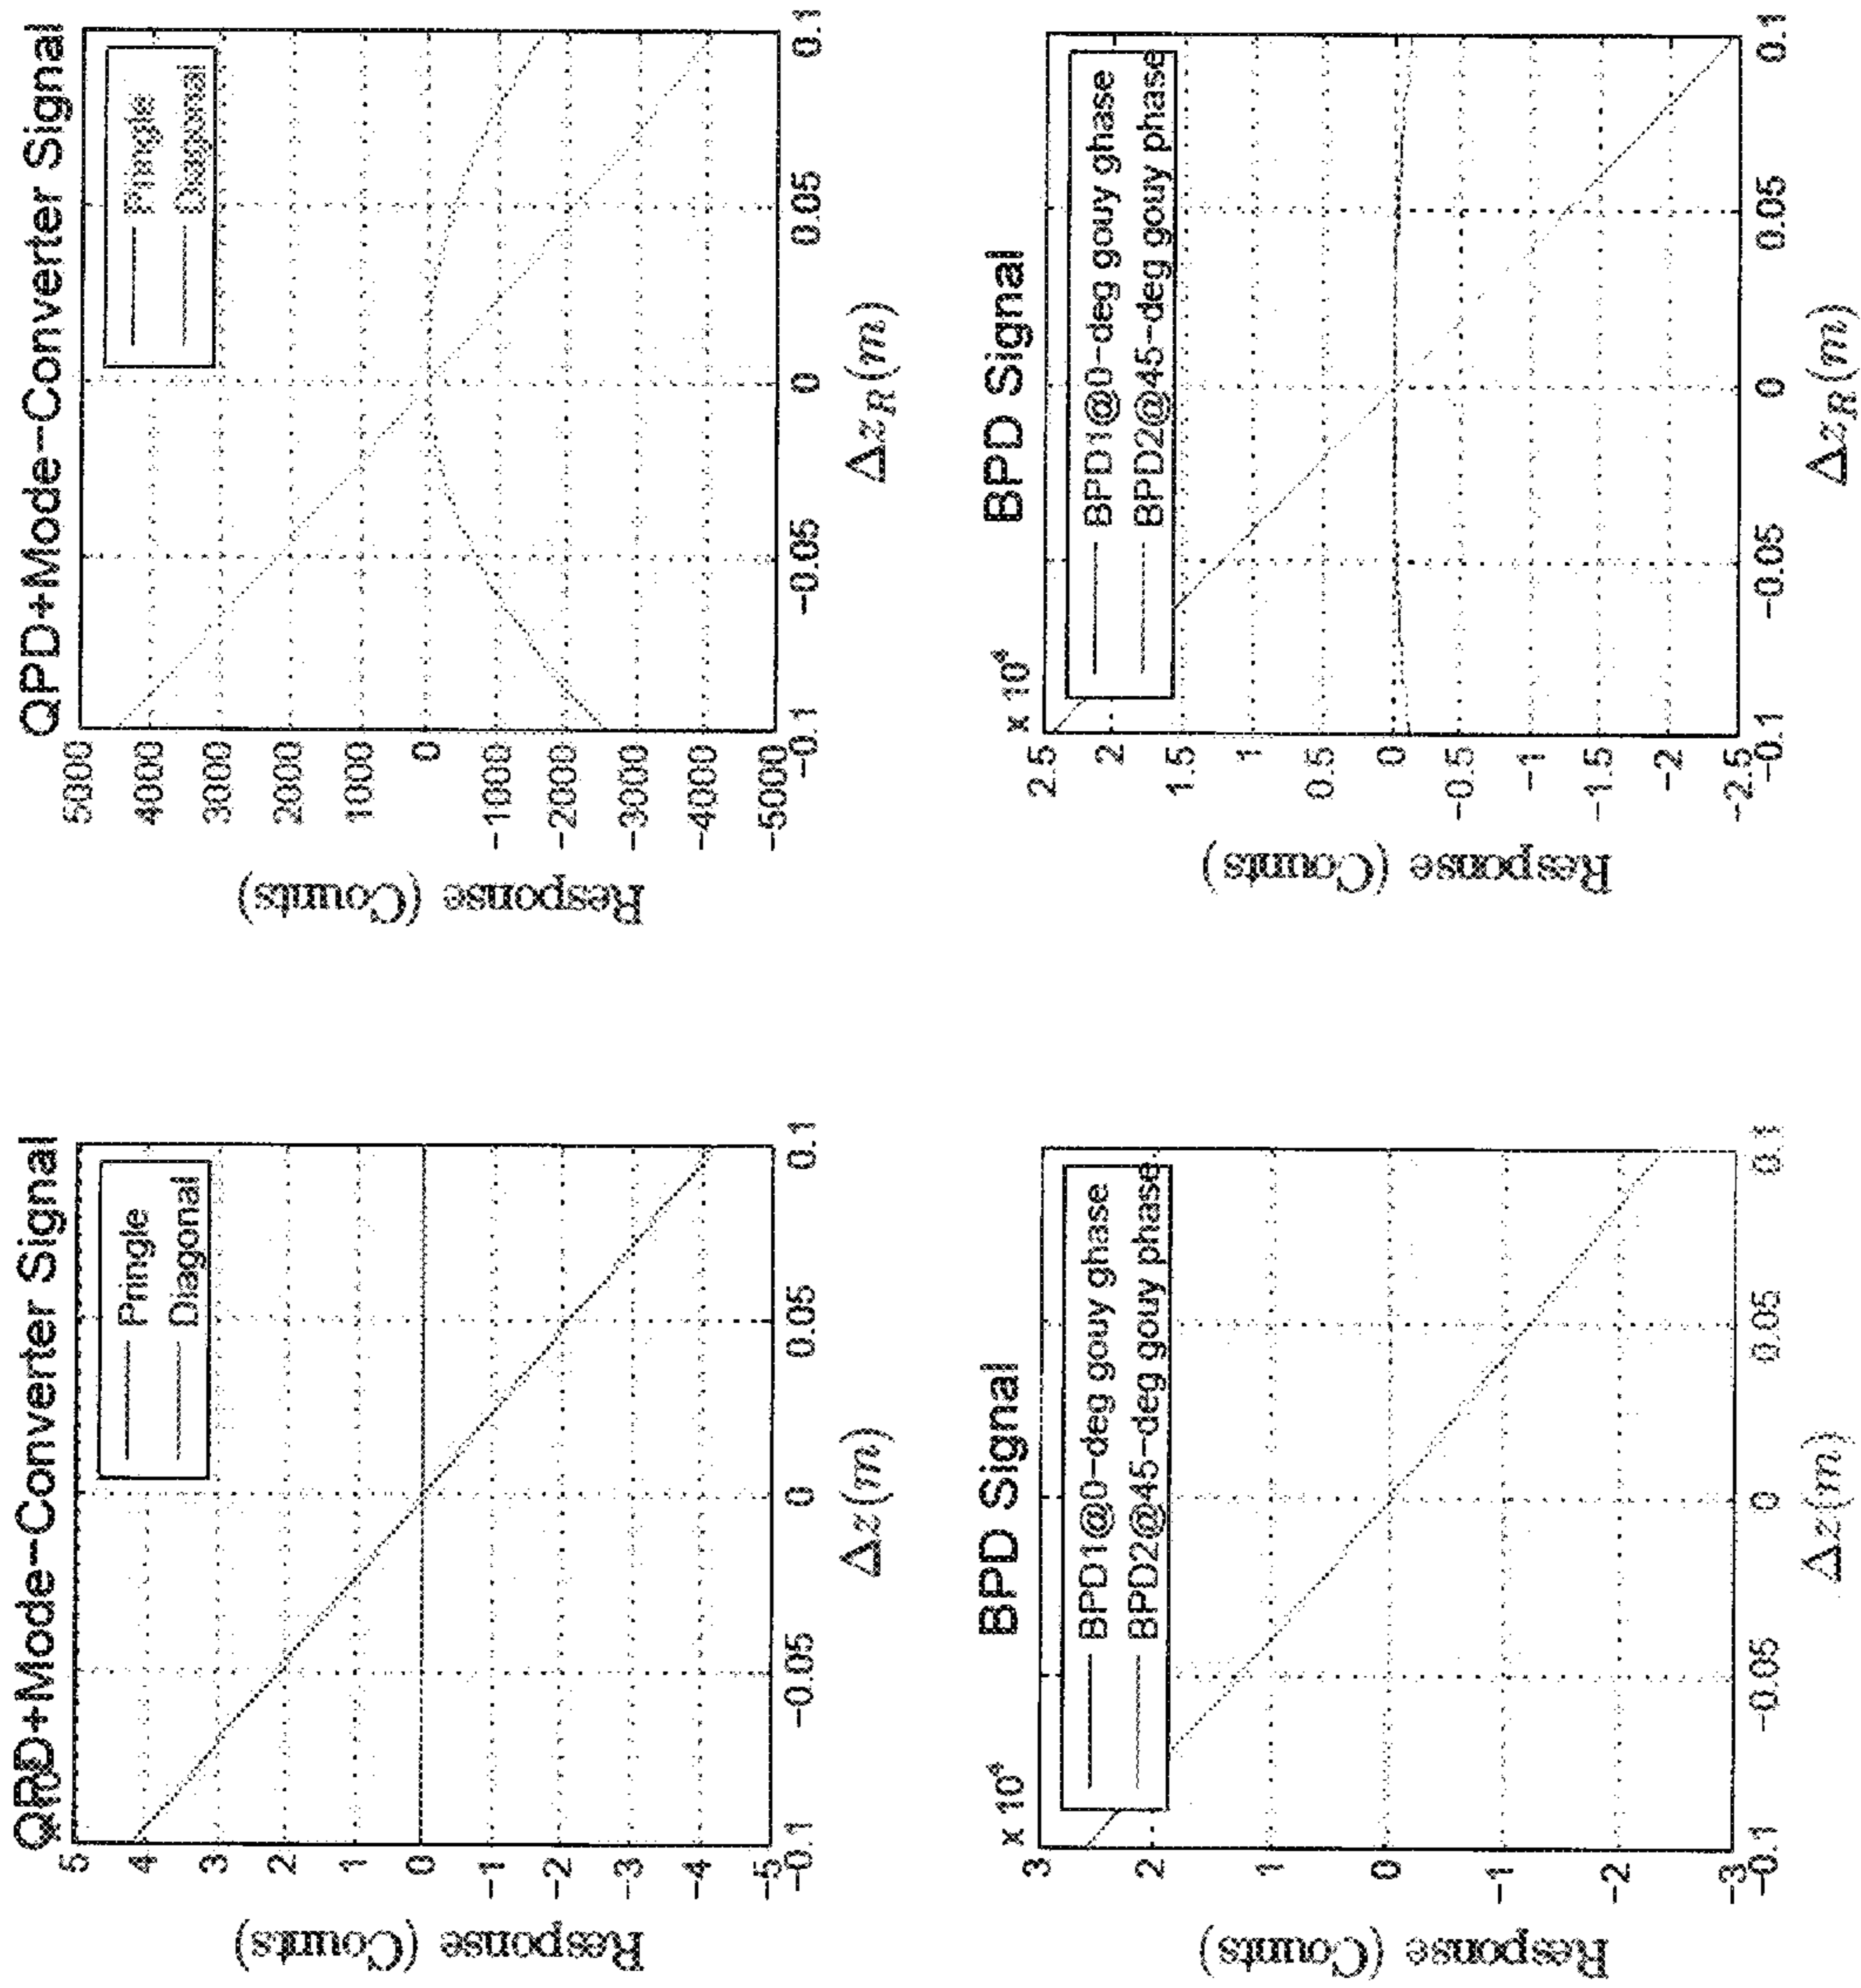 QPD+Mode-Converter Signal
Response (Counts)
5
4
3
2
1
0
-1
-2
-3
-4
-5
-0.1
-0.05
0
0.05
0.1
Δz(m)
Pringle
Diagonal
QPD+Mode-Converter Signal
Response (Counts)
5000
4000
3000
2000
1000
0
-1000
-2000
-3000
-4000
-5000
-0.1
-0.05
0
0.05
0.1
Δz_R(m)
Pringle
Diagonal
BPD Signal
x 10⁴
Response (Counts)
3
2
1
0
-1
-2
-3
-0.1
-0.05
0
0.05
0.1
Δz(m)
BPD1@0-deg gouy ghase
BPD2@45-deg gouy phase
BPD Signal
x 10⁴
Response (Counts)
2.5
2
1.5
1
0.5
0
-0.5
-1
-1.5
-2
-2.5
-0.1
-0.05
0
0.05
0.1
Δz_R(m)
BPD1@0-deg gouy ghase
BPD2@45-deg gouy phase